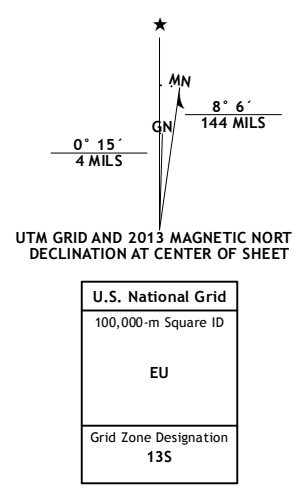 ★
MN
8° 6´
144 MILS
GN
0° 15´
4 MILS
UTM GRID AND 2013 MAGNETIC NORT
DECLINATION AT CENTER OF SHEET
U.S. National Grid
100,000-m Square ID
EU
Grid Zone Designation
13S